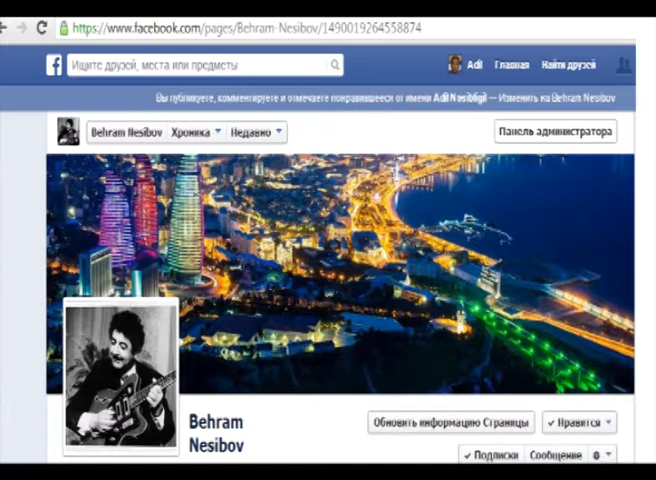 https://www.facebook.com/pages/Behram-Nesibov/1490019264558874
f Ищите друзей, места или предметы Adil Главная Найти друзей
Вы публикуете, комментируете и отмечаете понравившееся от имени Adil Nesibligil — Изменить на Behram Nesibov
Behram Nesibov Хроника Недавно Панель администратора
Behram
Nesibov
Обновить информацию Страницы ✓ Нравится
✓ Подписки Сообщение